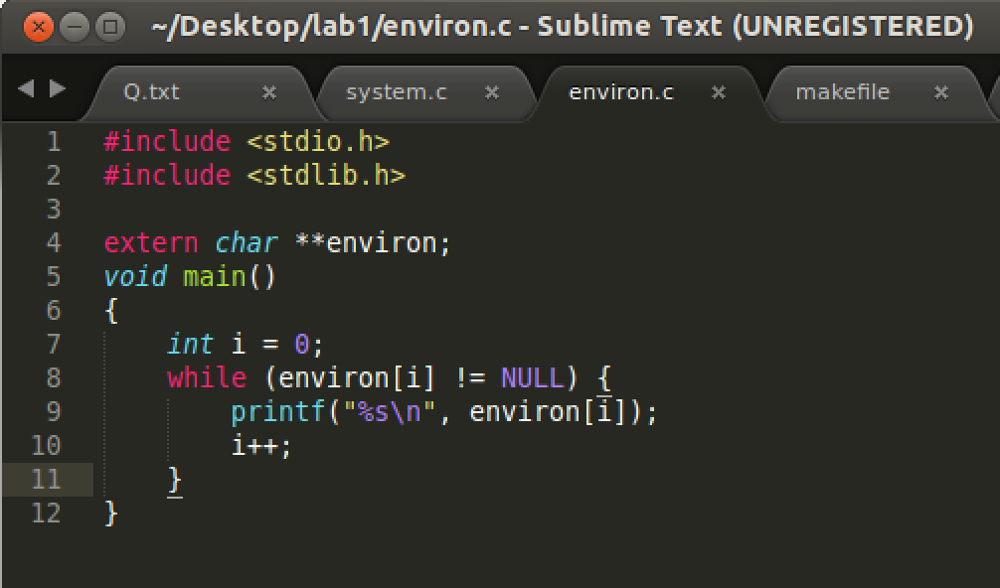 ~/Desktop/lab1/environ.c - Sublime Text (UNREGISTERED)
Q.txt × system.c × environ.c × makefile ×
1 #include <stdio.h>
2 #include <stdlib.h>
3
4 extern char **environ;
5 void main()
6 {
7     int i = 0;
8     while (environ[i] != NULL) {
9         printf("%s\n", environ[i]);
10         i++;
11     }
12 }